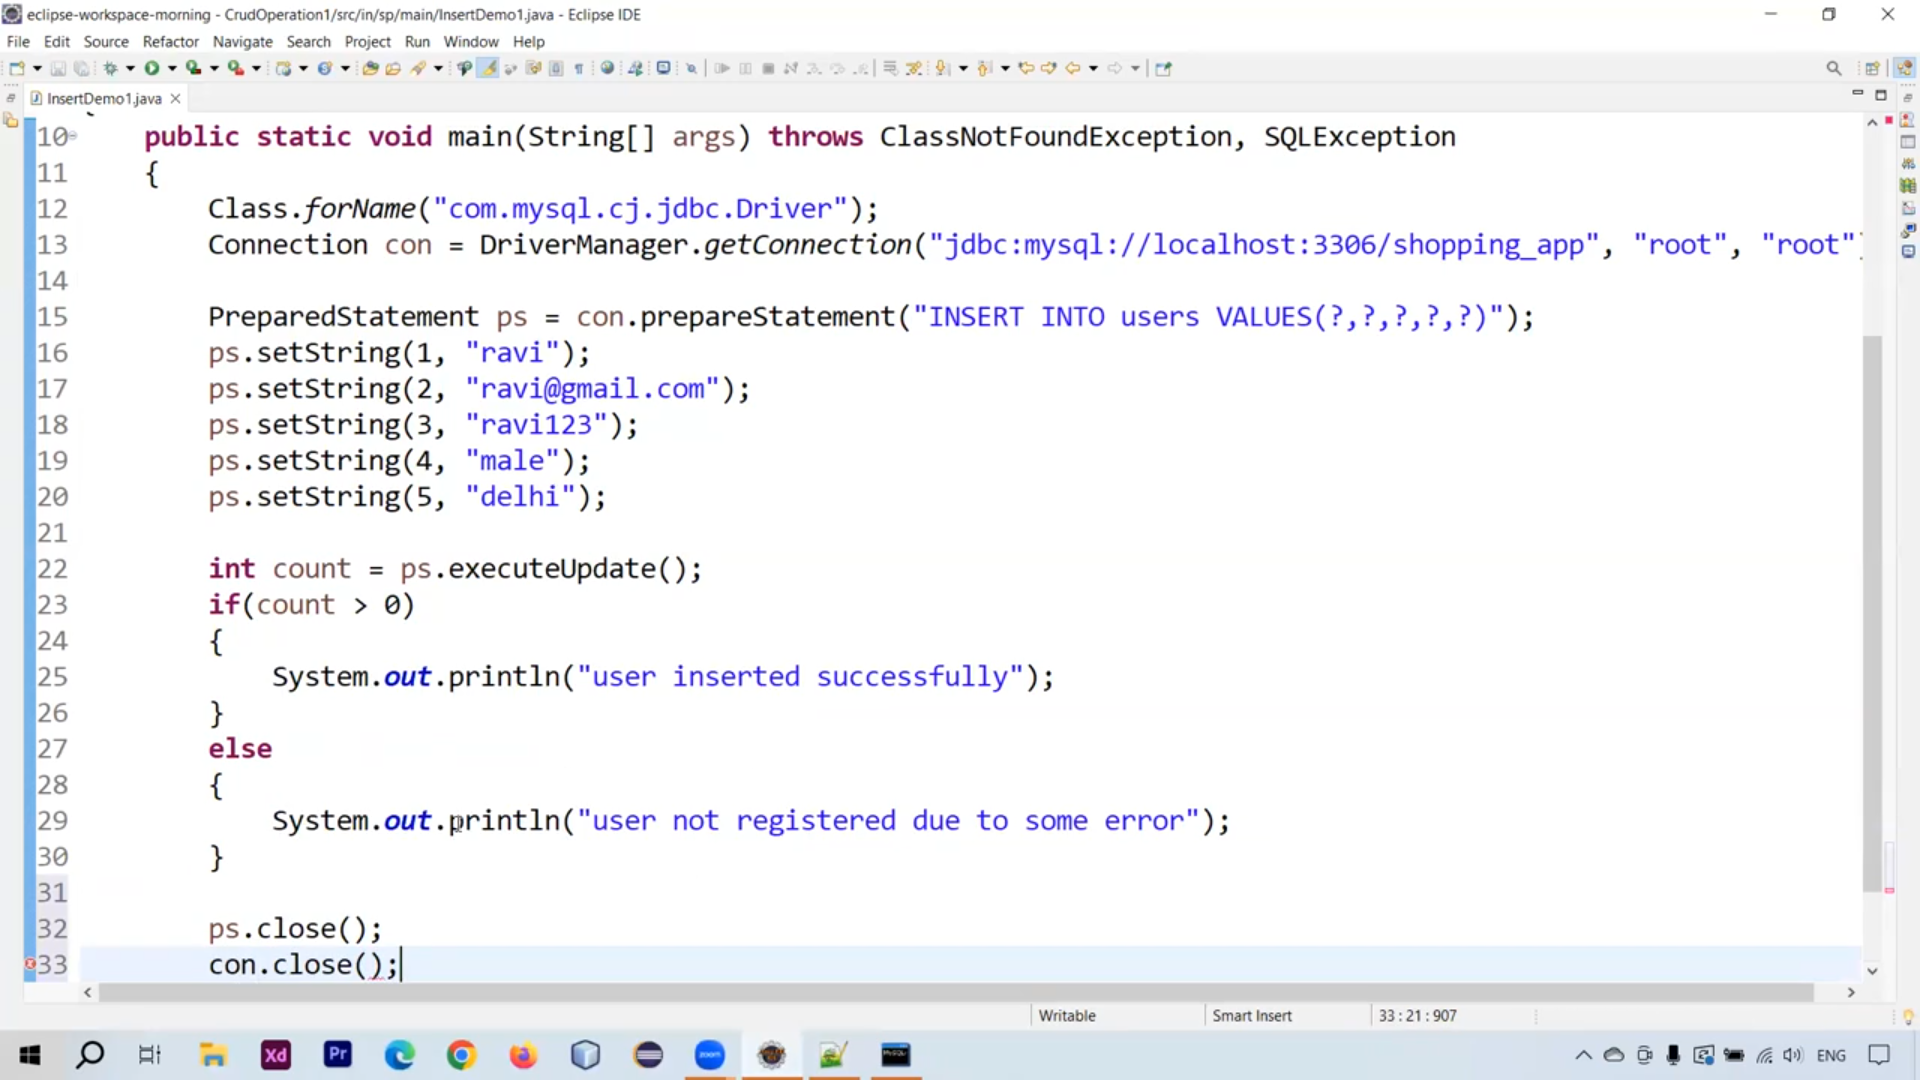 eclipse-workspace-morning - CrudOperation1/src/in/sp/main/InsertDemo1.java - Eclipse IDE
File Edit Source Refactor Navigate Search Project Run Window Help
InsertDemo1.java
10 public static void main(String[] args) throws ClassNotFoundException, SQLException
11 {
12 Class.forName("com.mysql.cj.jdbc.Driver");
13 Connection con = DriverManager.getConnection("jdbc:mysql://localhost:3306/shopping_app", "root", "root"
14
15 PreparedStatement ps = con.prepareStatement("INSERT INTO users VALUES(?,?,?,?,?)");
16 ps.setString(1, "ravi");
17 ps.setString(2, "ravi@gmail.com");
18 ps.setString(3, "ravi123");
19 ps.setString(4, "male");
20 ps.setString(5, "delhi");
21
22 int count = ps.executeUpdate();
23 if(count > 0)
24 {
25 System.out.println("user inserted successfully");
26 }
27 else
28 {
29 System.out.println("user not registered due to some error");
30 }
31
32 ps.close();
33 con.close();
Writable Smart Insert 33 : 21 : 907
Xd Pr zoom MySQL ENG